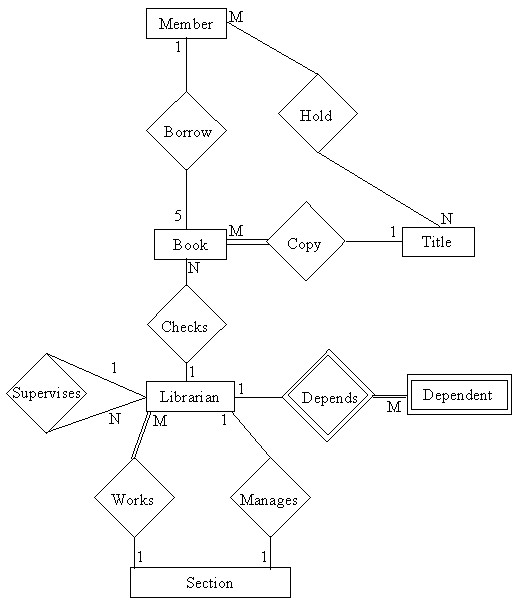 Member
M
1
Hold
Borrow
5
N
M
1
Book
Copy
Title
N
Checks
1
1
1
Supervises
Librarian
Depends
Dependent
N
M
1
M
Works
Manages
1
1
Section